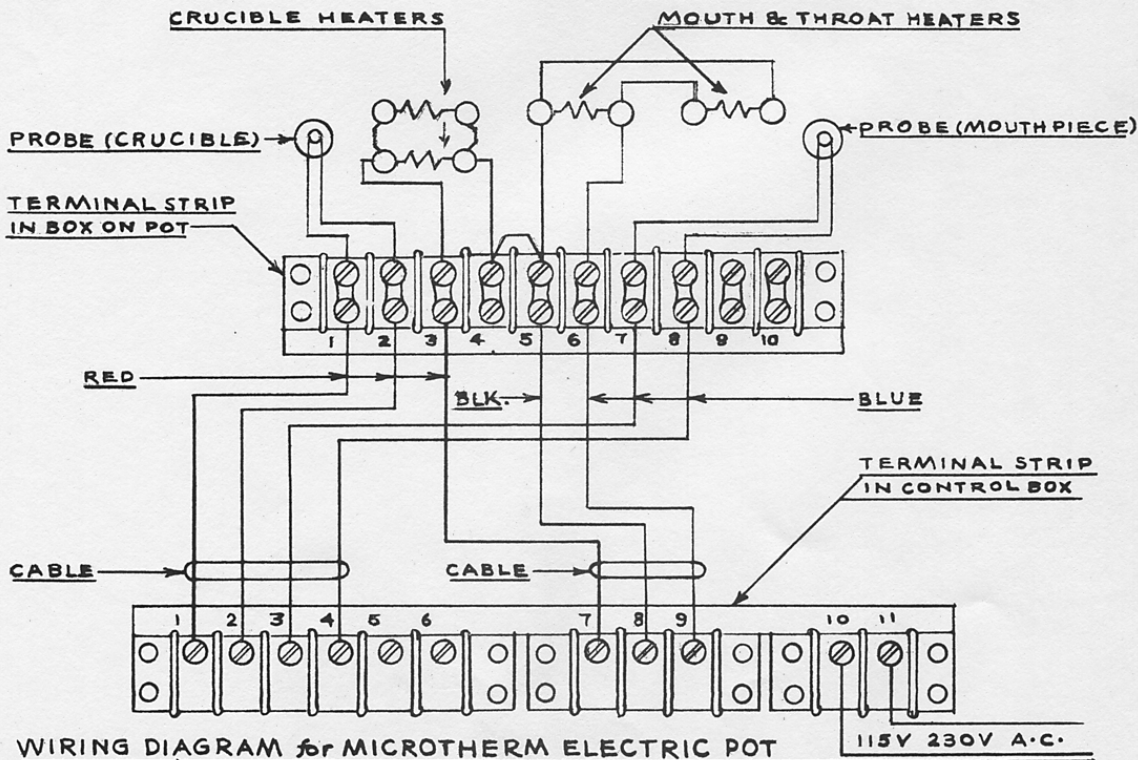 CRUCIBLE HEATERS
MOUTH & THROAT HEATERS
PROBE (CRUCIBLE)
PROBE (MOUTHPIECE)
TERMINAL STRIP
IN BOX ON POT
1 2 3 4 5 6 7 8 9 10
RED
BLK.
BLUE
TERMINAL STRIP
IN CONTROL BOX
CABLE
CABLE
1 2 3 4 5 6 7 8 9 10 11
115V 230V A.C.
WIRING DIAGRAM for MICROTHERM ELECTRIC POT